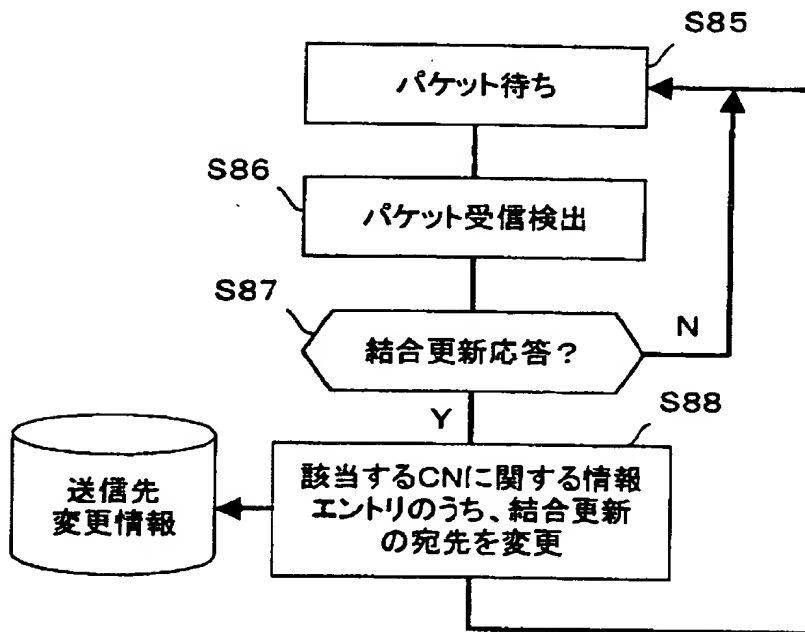 S85
パケット待ち
S86
パケット受信検出
S87
結合更新応答？
N
Y
S88
該当するCNに関する情報
エントリのうち、結合更新
の宛先を変更
送信先
変更情報